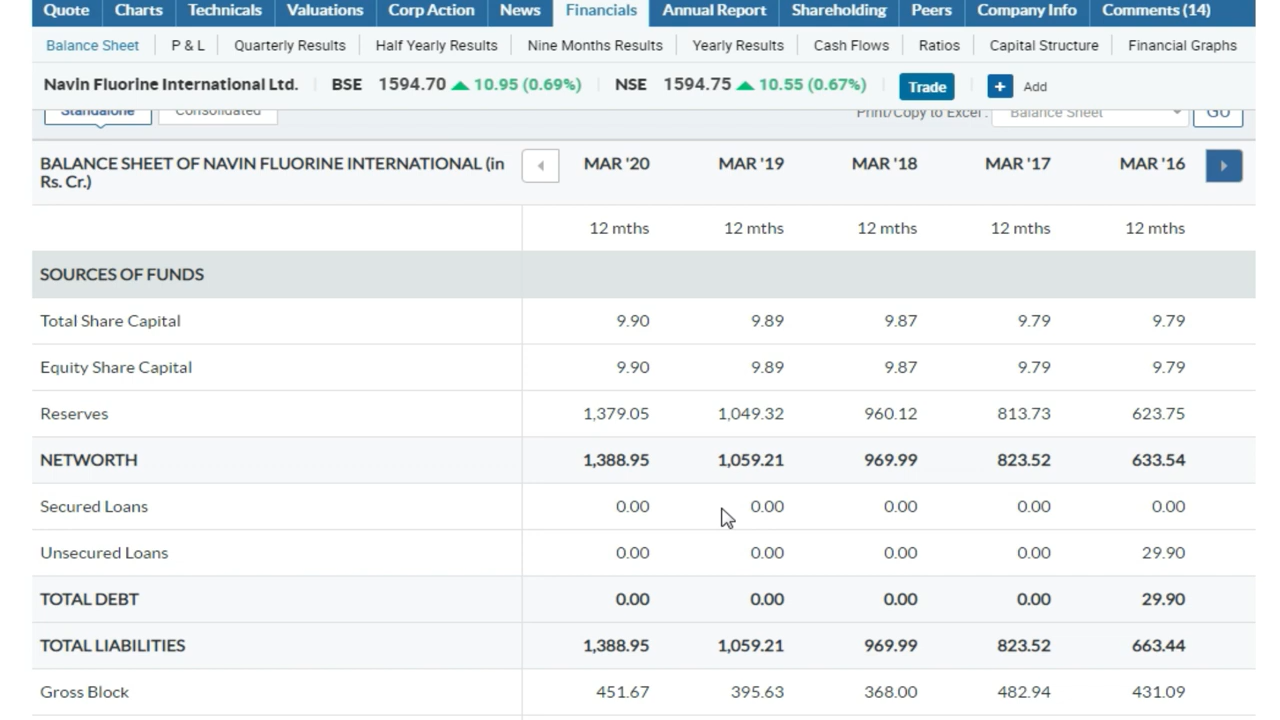 Quote Charts Technicals Valuations Corp Action News Financials Annual Report Shareholding Peers Company Info Comments (14)
Balance Sheet P & L Quarterly Results Half Yearly Results Nine Months Results Yearly Results Cash Flows Ratios Capital Structure Financial Graphs
Navin Fluorine International Ltd. BSE 1594.70 10.95 (0.69%) NSE 1594.75 10.55 (0.67%) Trade + Add
Standalone Consolidated Print/Copy to Excel : Balance Sheet GO
BALANCE SHEET OF NAVIN FLUORINE INTERNATIONAL (in MAR '20 MAR '19 MAR '18 MAR '17 MAR '16
Rs. Cr.)
12 mths 12 mths 12 mths 12 mths 12 mths
SOURCES OF FUNDS
Total Share Capital 9.90 9.89 9.87 9.79 9.79
Equity Share Capital 9.90 9.89 9.87 9.79 9.79
Reserves 1,379.05 1,049.32 960.12 813.73 623.75
NETWORTH 1,388.95 1,059.21 969.99 823.52 633.54
Secured Loans 0.00 0.00 0.00 0.00 0.00
Unsecured Loans 0.00 0.00 0.00 0.00 29.90
TOTAL DEBT 0.00 0.00 0.00 0.00 29.90
TOTAL LIABILITIES 1,388.95 1,059.21 969.99 823.52 663.44
Gross Block 451.67 395.63 368.00 482.94 431.09